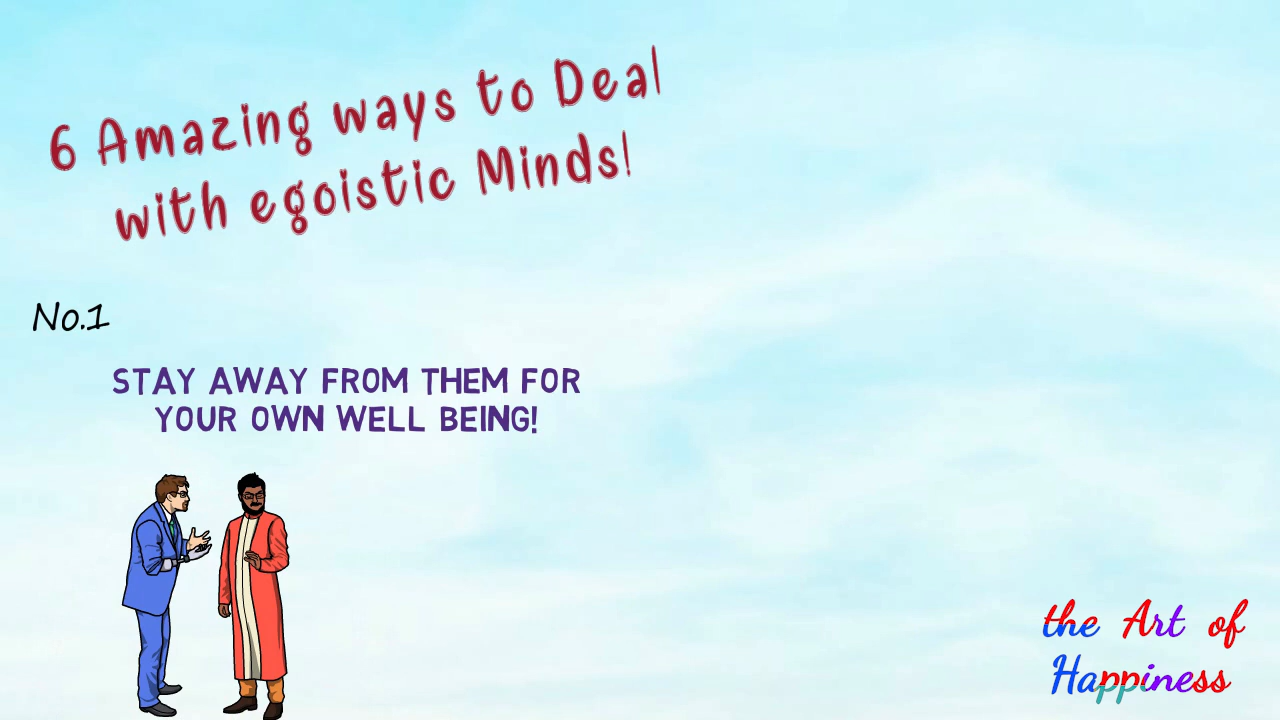 6 Amazing ways to Deal
with egoistic Minds!
No.1
STAY AWAY FROM THEM FOR
YOUR OWN WELL BEING!
the Art of
Happiness